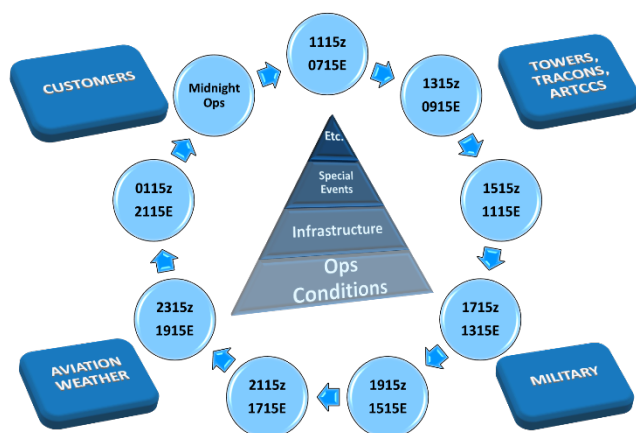 CUSTOMERS
Midnight
Ops
1115z
0715E
1315z
0915E
TOWERS,
TRACONS,
ARTCCS
Etc.
Special
Events
Infrastructure
Ops
Conditions
0115z
2115E
1515z
1115E
2315z
1915E
1715z
1315E
AVIATION
WEATHER
2115z
1715E
1915z
1515E
MILITARY